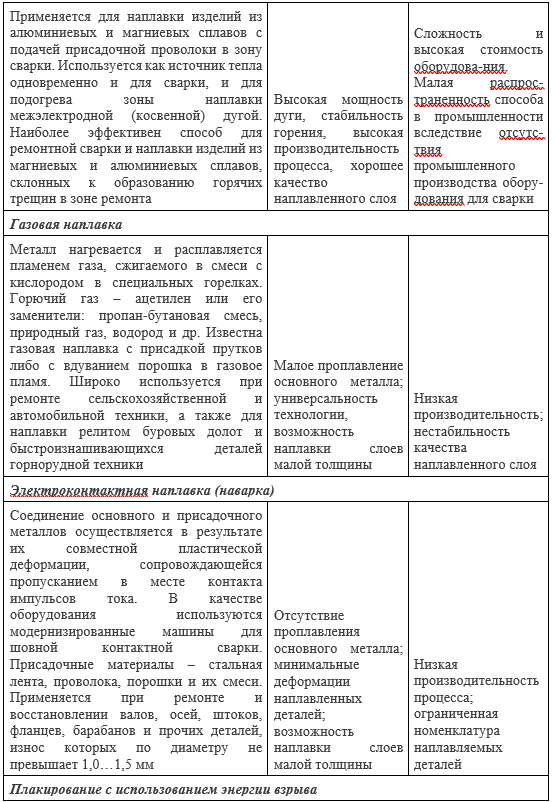 Применяется для наплавки изделий из
алюминиевых и магниевых сплавов с
подачей присадочной проволоки в зону
сварки. Используется как источник тепла
одновременно и для сварки, и для
подогрева зоны наплавки
межэлектродной (косвенной) дугой.
Наиболее эффективен способ для
ремонтной сварки и наплавки изделий из
магниевых и алюминиевых сплавов,
склонных к образованию горячих
трещин в зоне ремонта
Высокая мощность
дуги, стабильность
горения, высокая
производительность
процесса, хорошее
качество
наплавленного слоя
Сложность и
высокая стоимость
оборудова-ния.
Малая распрос-
траненность способа
в промышленности
вследствие отсутс-
твия
промышленного
производства обору-
дования для сварки
Газовая наплавка
Металл нагревается и расплавляется
пламенем газа, сжигаемого в смеси с
кислородом в специальных горелках.
Горючий газ – ацетилен или его
заменители: пропан-бутановая смесь,
природный газ, водород и др. Известна
газовая наплавка с присадкой прутков
либо с вдуванием порошка в газовое
пламя. Широко используется при
ремонте сельскохозяйственной и
автомобильной техники, а также для
наплавки релитом буровых долот и
быстроизнашивающихся деталей
горнорудной техники
Малое проплавление
основного металла;
универсальность
технологии,
возможность
наплавки слоев
малой толщины
Низкая
производительность;
нестабильность
качества
наплавленного слоя
Электроконтактная наплавка (наварка)
Соединение основного и присадочного
металлов осуществляется в результате
их совместной пластической
деформации, сопровождающейся
пропусканием в месте контакта
импульсов тока. В качестве
оборудования используются
модернизированные машины для
шовной контактной сварки.
Присадочные материалы – стальная
лента, проволока, порошки и их смеси.
Применяется при ремонте и
восстановлении валов, осей, штоков,
фланцев, барабанов и прочих деталей,
износ которых по диаметру не
превышает 1,0…1,5 мм
Отсутствие
проплавления
основного металла;
минимальные
деформации
наплавленных
деталей;
возможность
наплавки слоев
малой толщины
Низкая
производительность
процесса;
ограниченная
номенклатура
наплавляемых
деталей
Плакирование с использованием энергии взрыва